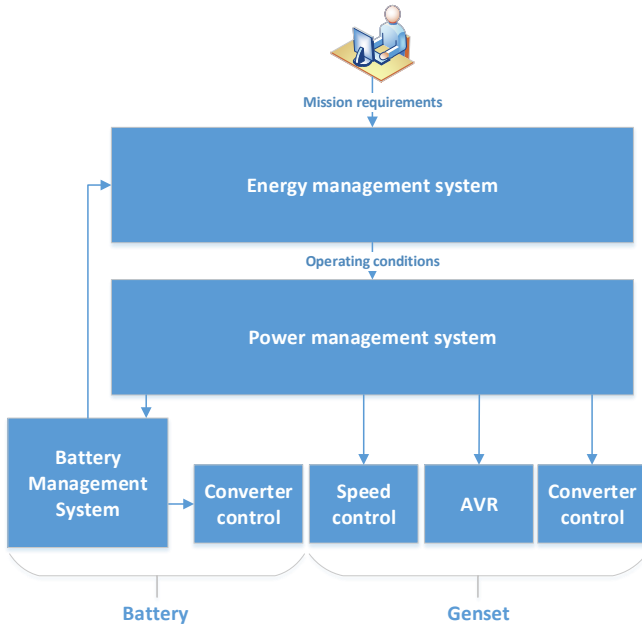 Mission requirements
Energy management system
Operating conditions
Power management system
Battery
Management
System
Converter
control
Speed
control
AVR
Converter
control
Battery
Genset